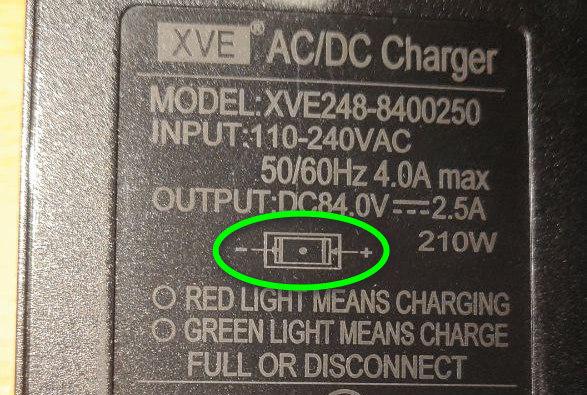 XVE® AC/DC Charger
MODEL:XVE248-8400250
INPUT:110-240VAC
50/60Hz 4.0A max
OUTPUT:DC84.0V⎓2.5A
- +
210W
RED LIGHT MEANS CHARGING
GREEN LIGHT MEANS CHARGE
FULL OR DISCONNECT